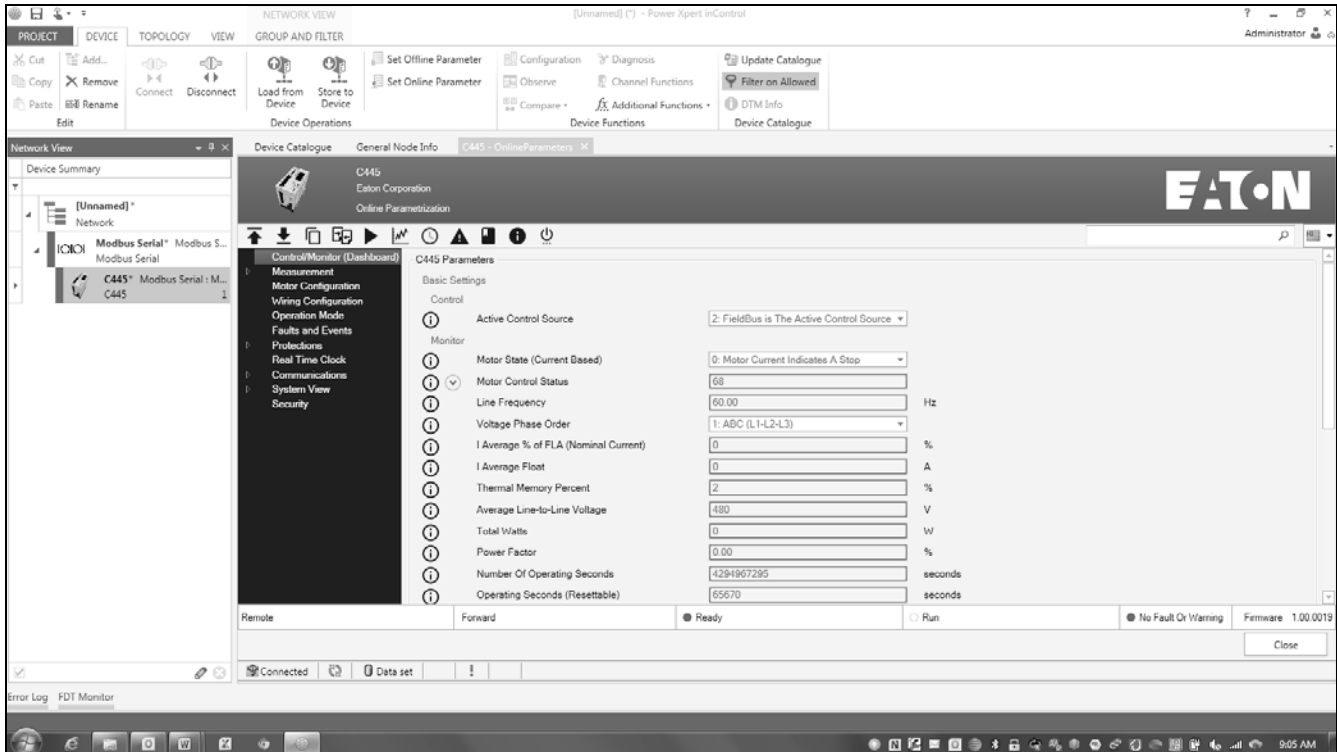 NETWORK VIEW
[Unnamed] (*) - Power Xpert inControl
?
PROJECT DEVICE TOPOLOGY VIEW GROUP AND FILTER
Administrator
Cut Add...
Copy Remove
Paste Rename
Edit
Connect Disconnect
Load from Device
Store to Device
Set Offline Parameter
Set Online Parameter
Device Operations
Configuration Diagnosis
Observe Channel Functions
Compare Additional Functions
Device Functions
Update Catalogue
Filter on Allowed
DTM Info
Device Catalogue
Network View
Device Summary
[Unnamed] *
Network
Modbus Serial* Modbus S...
Modbus Serial
C445* Modbus Serial : M...
C445 1
Device Catalogue General Node Info C445 - OnlineParameters
C445
Eaton Corporation
Online Parametrization
EATON
Control/Monitor (Dashboard)
Measurement
Motor Configuration
Wiring Configuration
Operation Mode
Faults and Events
Protections
Real Time Clock
Communications
System View
Security
C445 Parameters
Basic Settings
Control
Active Control Source 2: FieldBus is The Active Control Source
Monitor
Motor State (Current Based) 0: Motor Current Indicates A Stop
Motor Control Status 68
Line Frequency 60.00 Hz
Voltage Phase Order 1: ABC (L1-L2-L3)
I Average % of FLA (Nominal Current) 0 %
I Average Float 0 A
Thermal Memory Percent 2 %
Average Line-to-Line Voltage 480 V
Total Watts 0 W
Power Factor 0.00 %
Number Of Operating Seconds 4294967295 seconds
Operating Seconds (Resettable) 65670 seconds
Remote Forward Ready Run No Fault Or Warning Firmware 1.00.0019
Close
Connected Data set
Error Log FDT Monitor
9:05 AM